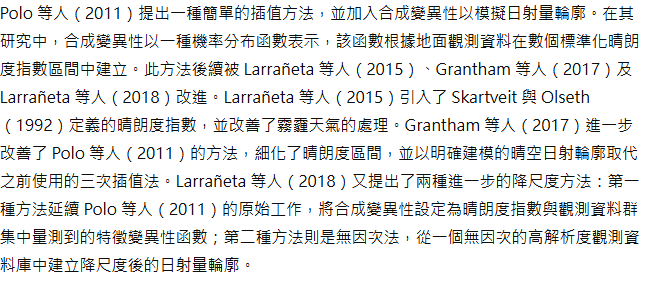 Polo 等人（2011）提出一種簡單的插值方法，並加入合成變異性以模擬日射量輪廓。在其
研究中，合成變異性以一種機率分布函數表示，該函數根據地面觀測資料在數個標準化晴朗
度指數區間中建立。此方法後續被 Larrañeta 等人（2015）、Grantham 等人（2017）及
Larrañeta 等人（2018）改進。Larrañeta 等人（2015）引入了 Skartveit 與 Olseth
（1992）定義的晴朗度指數，並改善了霧霾天氣的處理。Grantham 等人（2017）進一步
改善了 Polo 等人（2011）的方法，細化了晴朗度區間，並以明確建模的晴空日射輪廓取代
之前使用的三次插值法。Larrañeta 等人（2018）又提出了兩種進一步的降尺度方法：第一
種方法延續 Polo 等人（2011）的原始工作，將合成變異性設定為晴朗度指數與觀測資料群
集中量測到的特徵變異性函數；第二種方法則是無因次法，從一個無因次的高解析度觀測資
料庫中建立降尺度後的日射量輪廓。